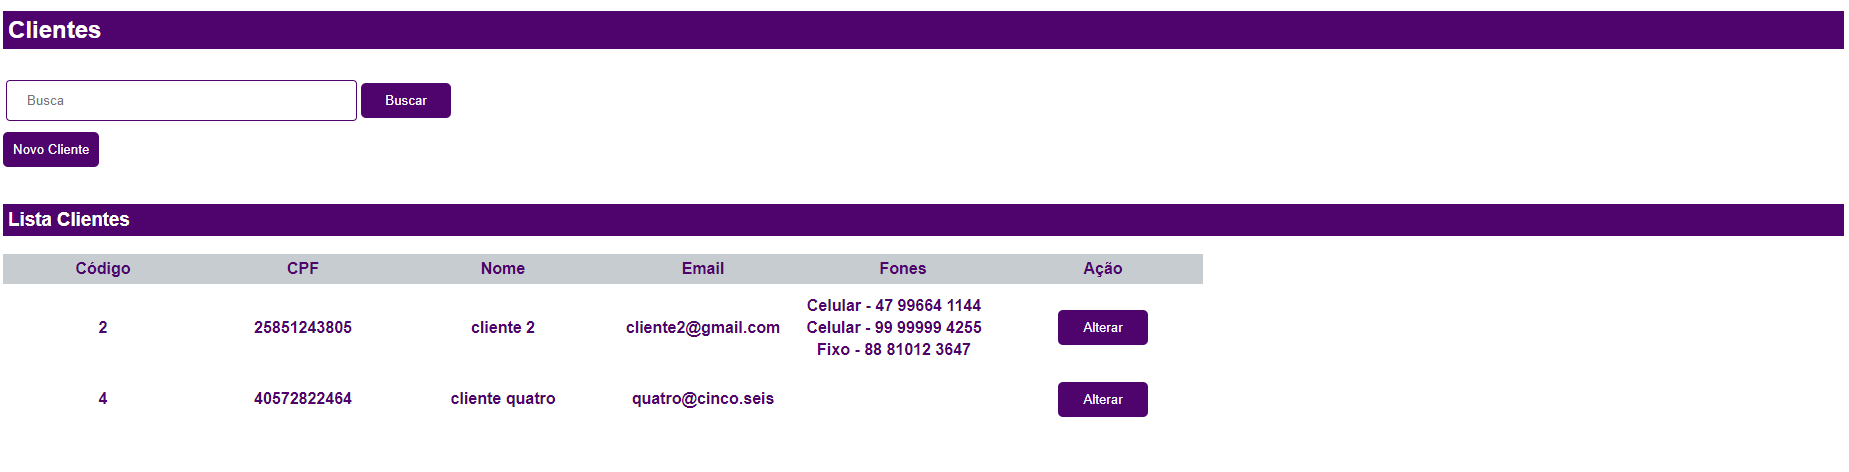 Clientes
Busca Buscar
Novo Cliente
Lista Clientes
Código CPF Nome Email Fones Ação
Celular - 47 99664 1144
2 25851243805 cliente 2 cliente2@gmail.com Celular - 99 99999 4255 Alterar
Fixo - 88 81012 3647
4 40572822464 cliente quatro quatro@cinco.seis Alterar